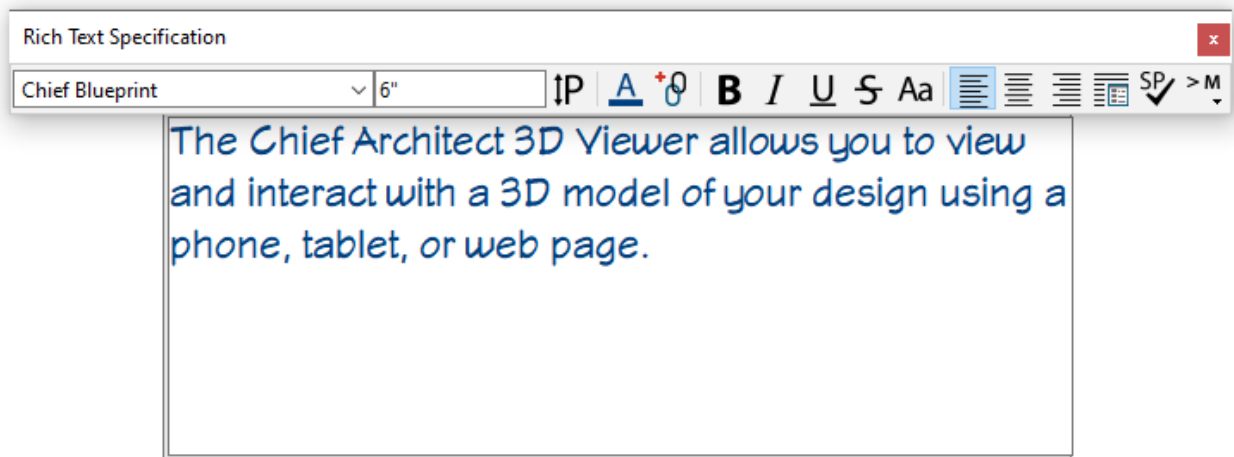 Rich Text Specification
x
Chief Blueprint 6" P A B I U S Aa SP > M
The Chief Architect 3D Viewer allows you to view
and interact with a 3D model of your design using a
phone, tablet, or web page.